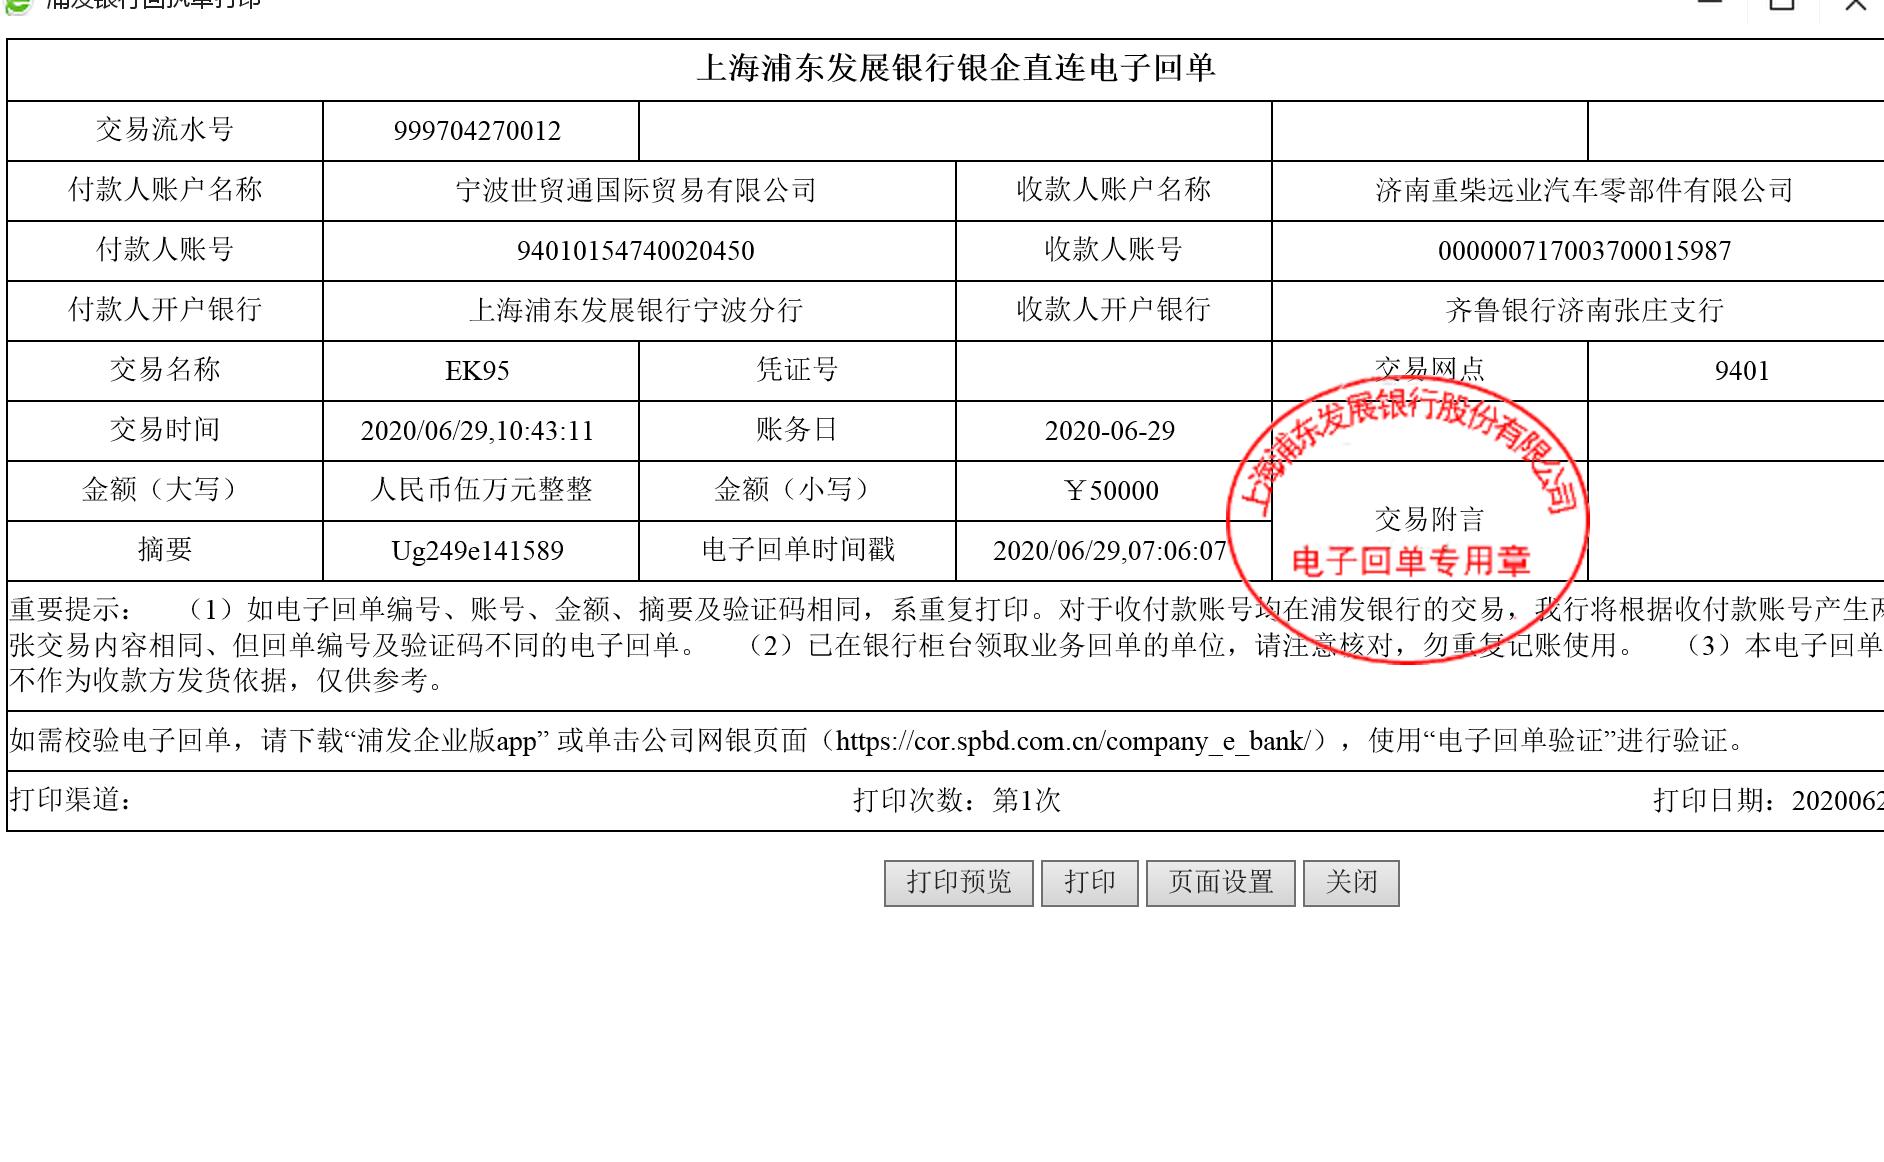 浦发银行回执单打印
上海浦东发展银行银企直连电子回单
交易流水号 999704270012
付款人账户名称 宁波世贸通国际贸易有限公司 收款人账户名称 济南重柴远业汽车零部件有限公司
付款人账号 94010154740020450 收款人账号 000000717003700015987
付款人开户银行 上海浦东发展银行宁波分行 收款人开户银行 齐鲁银行济南张庄支行
交易名称 EK95 凭证号 交易网点 9401
交易时间 2020/06/29,10:43:11 账务日 2020-06-29
金额（大写） 人民币伍万元整整 金额（小写） ￥50000
交易附言
摘要 Ug249e141589 电子回单时间戳 2020/06/29,07:06:07
上海浦东发展银行股份有限公司
电子回单专用章
重要提示： （1）如电子回单编号、账号、金额、摘要及验证码相同，系重复打印。对于收付款账号均在浦发银行的交易，我行将根据收付款账号产生两
张交易内容相同、但回单编号及验证码不同的电子回单。 （2）已在银行柜台领取业务回单的单位，请注意核对，勿重复记账使用。 （3）本电子回单
不作为收款方发货依据，仅供参考。
如需校验电子回单，请下载“浦发企业版app” 或单击公司网银页面（https://cor.spbd.com.cn/company_e_bank/），使用“电子回单验证”进行验证。
打印渠道： 打印次数：第1次 打印日期：2020062
打印预览 打印 页面设置 关闭